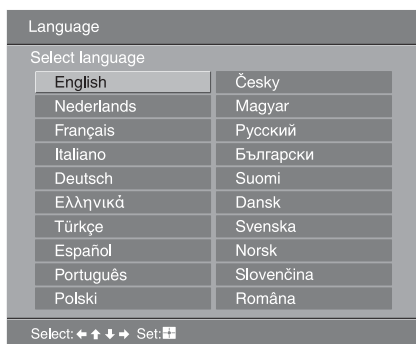 Language
Select language
English
Nederlands
Français
Italiano
Deutsch
Ελληνικά
Türkçe
Español
Português
Polski
Česky
Magyar
Русский
Български
Suomi
Dansk
Svenska
Norsk
Slovenčina
Româna
Select: ← ↑ ↓ → Set: